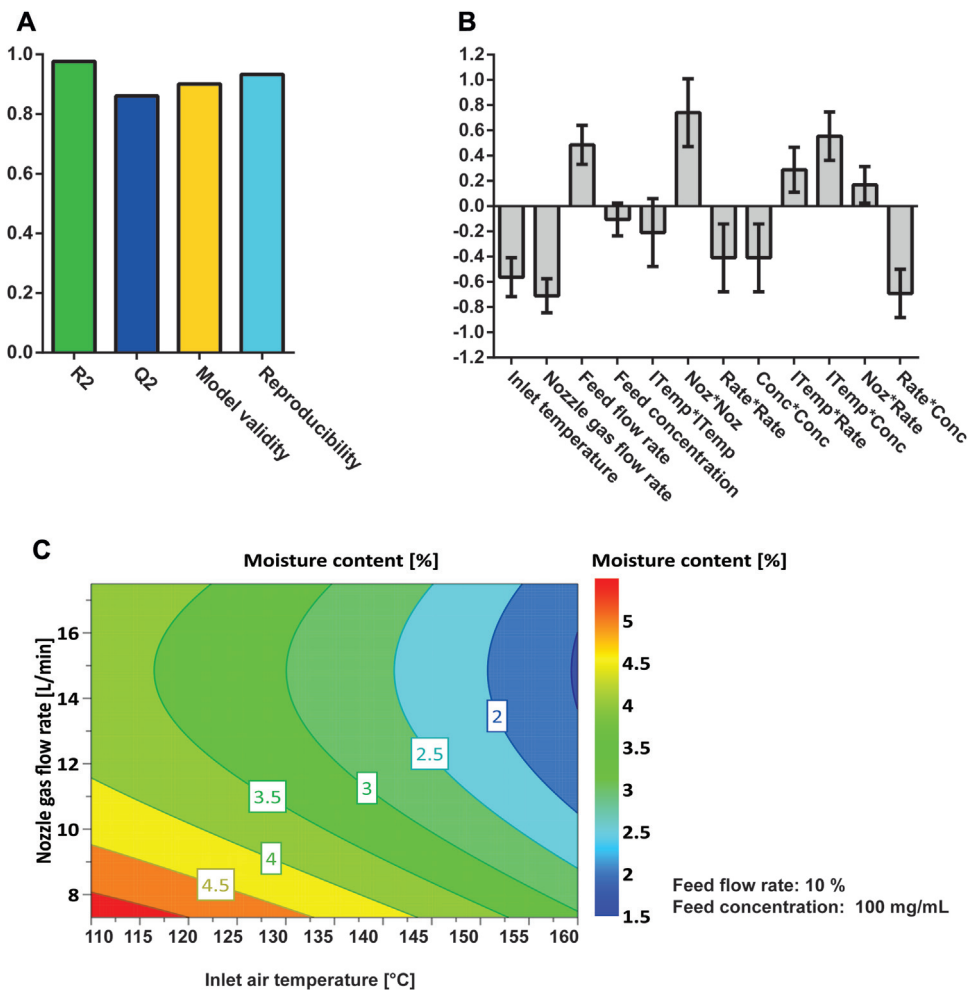 A
1.0
0.8
0.6
0.4
0.2
0.0
R2
Q2
Model validity
Reproducibility
B
1.2
1.0
0.8
0.6
0.4
0.2
0.0
-0.2
-0.4
-0.6
-0.8
-1.0
-1.2
Inlet temperature
Nozzle gas flow rate
Feed flow rate
Feed concentration
ITemp*ITemp
Noz*Noz
Rate*Rate
Conc*Conc
ITemp*Rate
ITemp*Conc
Noz*Rate
Rate*Conc
C
Moisture content [%]
Nozzle gas flow rate [L/min]
16
14
12
10
8
3.5
3
2.5
2
4
4.5
110 115 120 125 130 135 140 145 150 155 160
Inlet air temperature [°C]
Moisture content [%]
5
4.5
4
3.5
3
2.5
2
1.5
Feed flow rate: 10 %
Feed concentration: 100 mg/mL